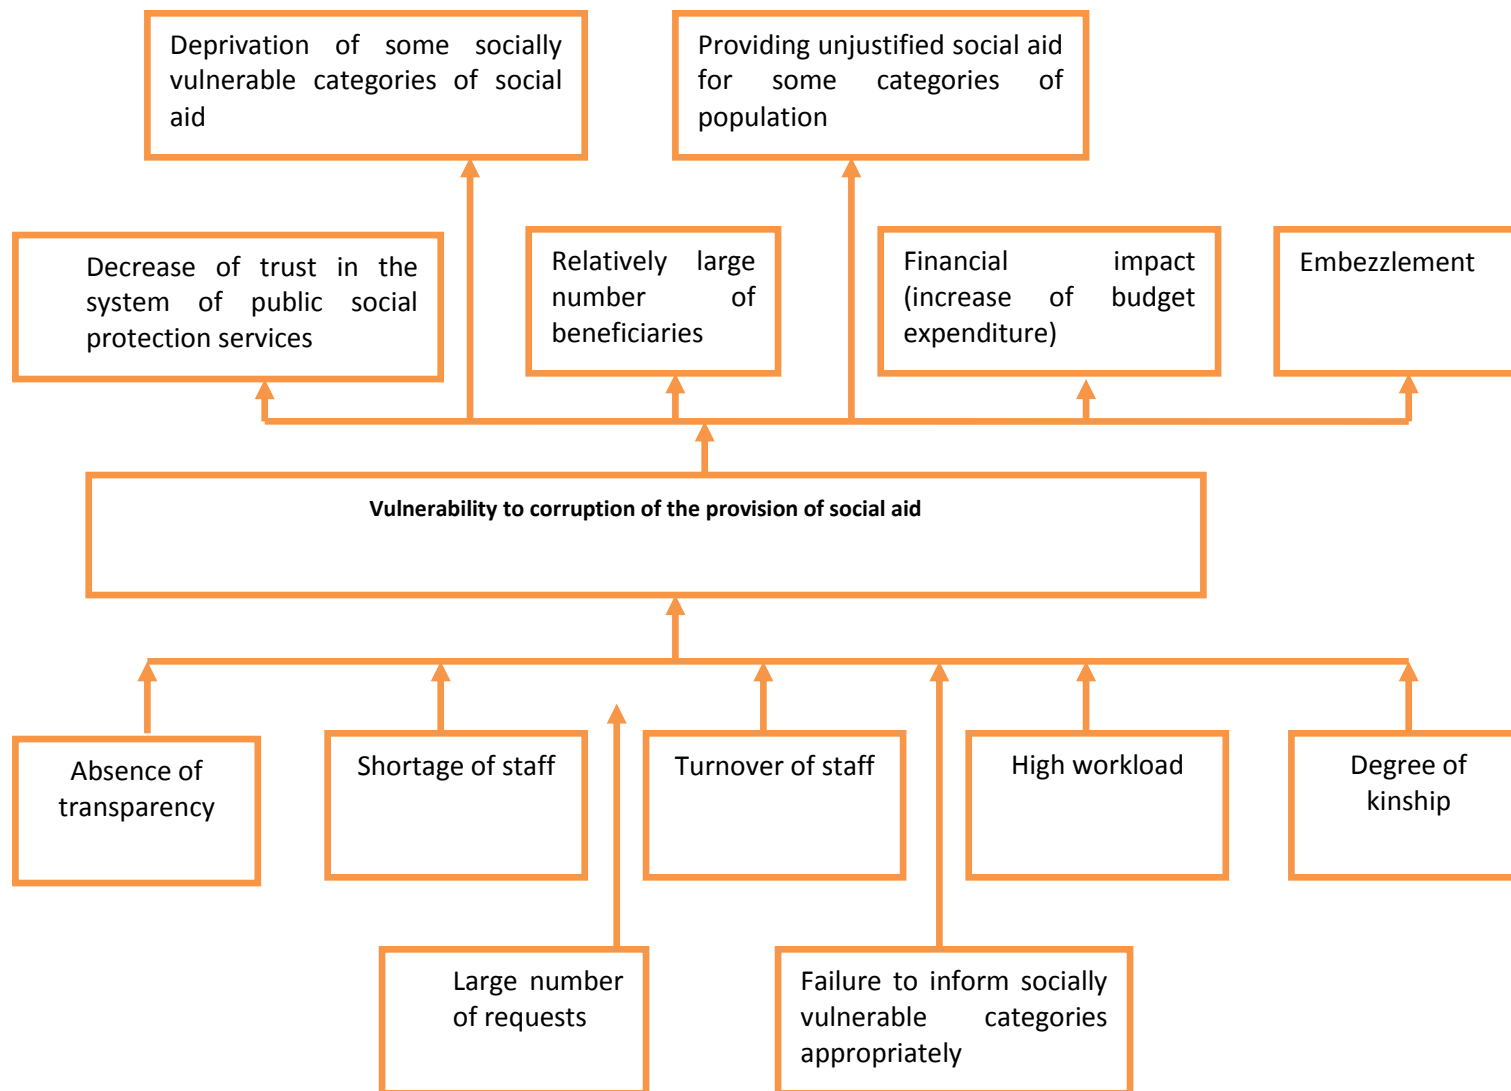 Deprivation of some socially
vulnerable categories of social
aid
Providing unjustified social aid
for some categories of
population
Decrease of trust in the
system of public social
protection services
Relatively large
number of
beneficiaries
Financial impact
(increase of budget
expenditure)
Embezzlement
Vulnerability to corruption of the provision of social aid
Absence of
transparency
Shortage of staff
Turnover of staff
High workload
Degree of
kinship
Large number
of requests
Failure to inform socially
vulnerable categories
appropriately